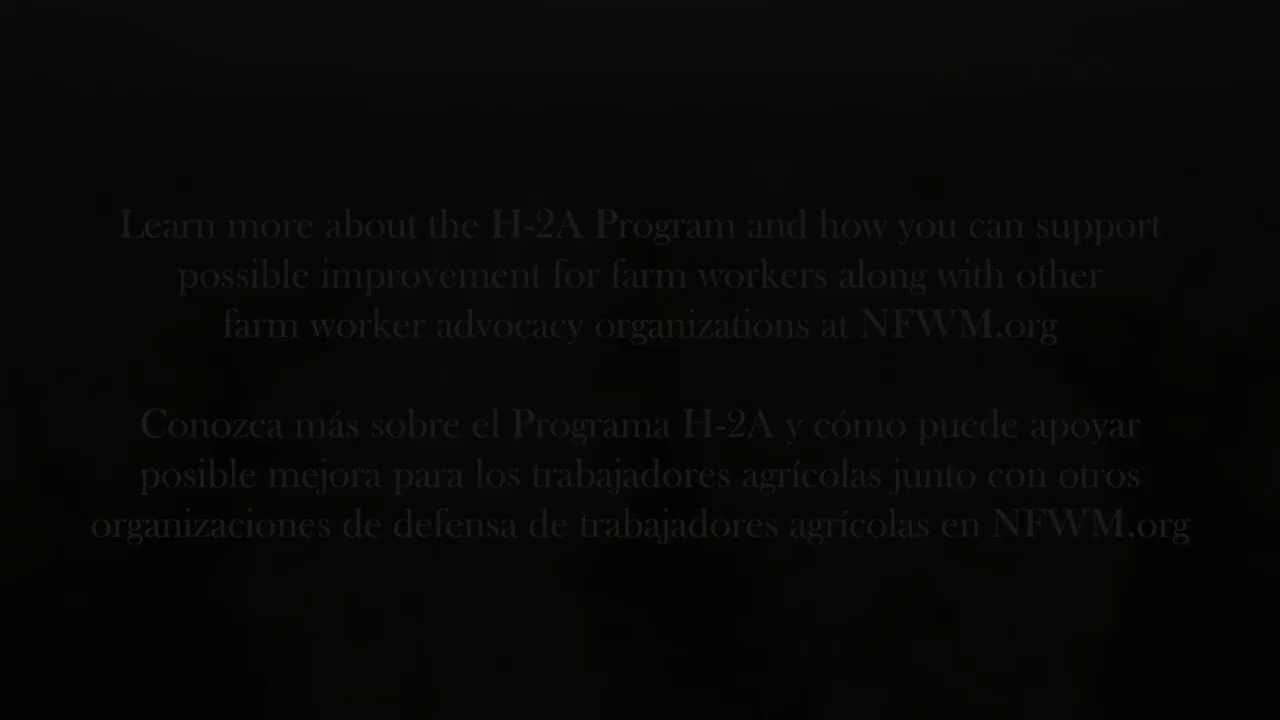 Learn more about the H-2A Program and how you can support
possible improvement for farm workers along with other
farm worker advocacy organizations at NFWM.org
Conozca más sobre el Programa H-2A y cómo puede apoyar
posible mejora para los trabajadores agrícolas junto con otros
organizaciones de defensa de trabajadores agrícolas en NFWM.org